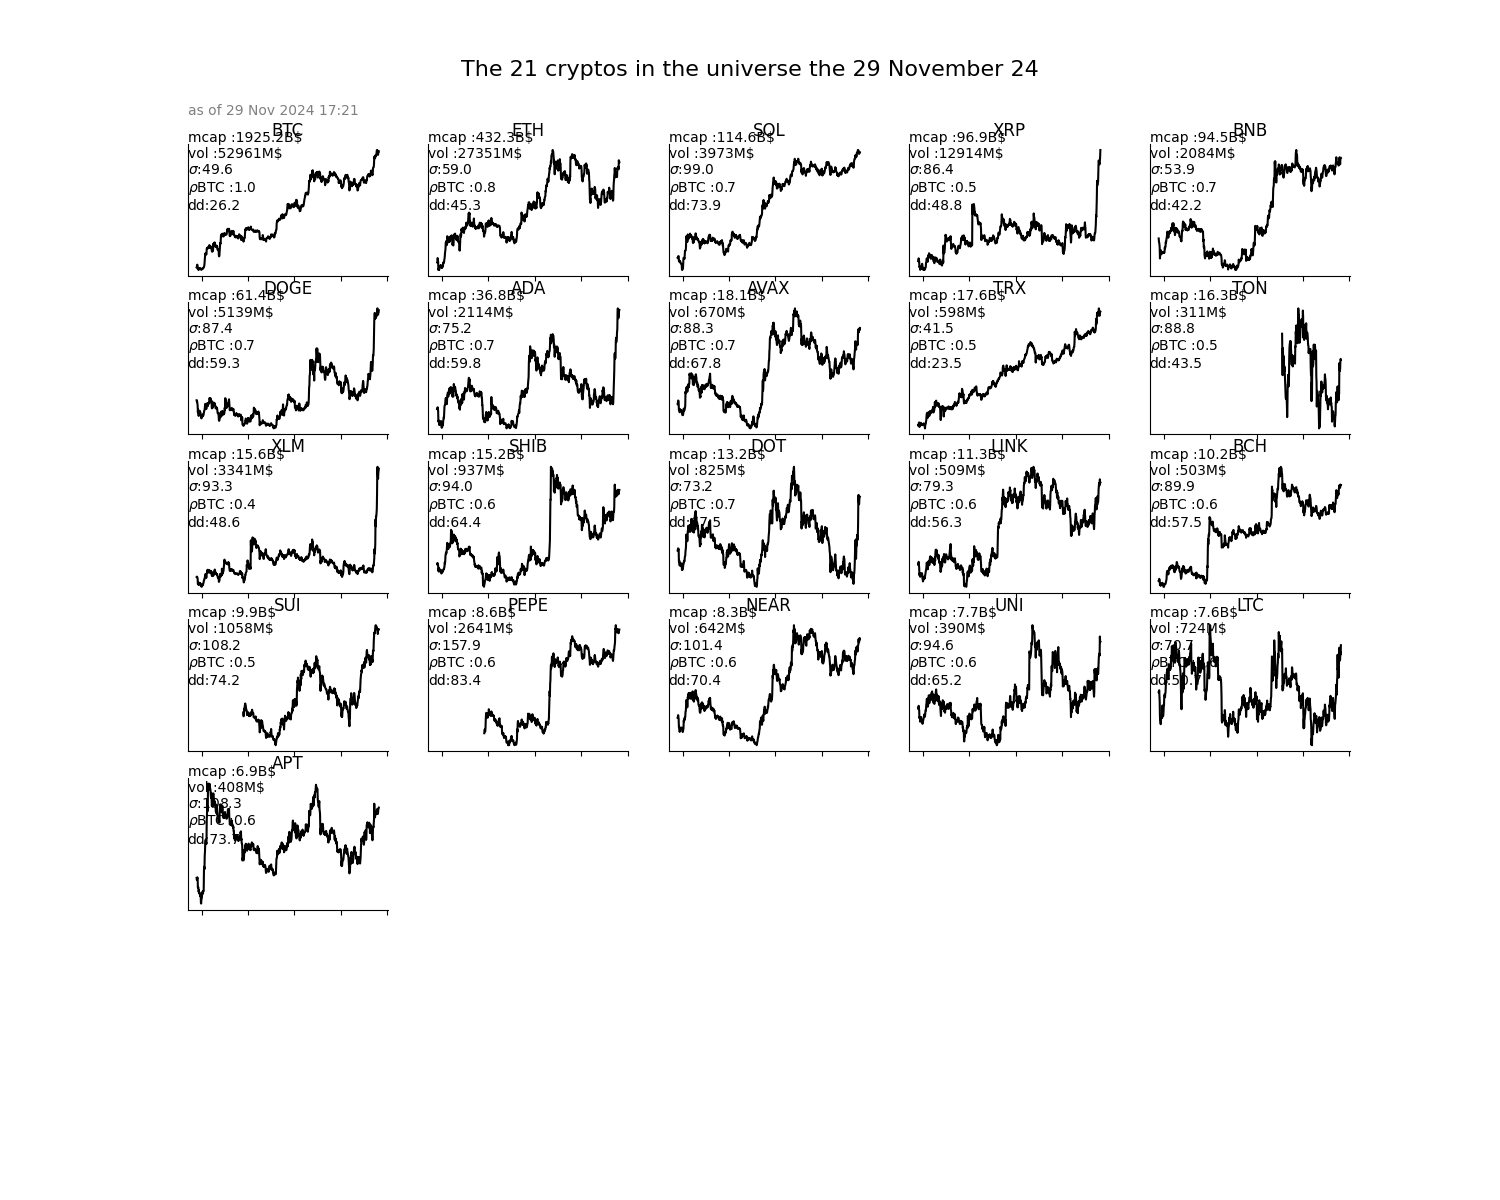 The 21 cryptos in the universe the 29 November 24
as of 29 Nov 2024 17:21
BTC
mcap :1925.2B$
vol :52961M$
σ:49.6
ρBTC :1.0
dd:26.2
ETH
mcap :432.3B$
vol :27351M$
σ:59.0
ρBTC :0.8
dd:45.3
SOL
mcap :114.6B$
vol :3973M$
σ:99.0
ρBTC :0.7
dd:73.9
XRP
mcap :96.9B$
vol :12914M$
σ:86.4
ρBTC :0.5
dd:48.8
BNB
mcap :94.5B$
vol :2084M$
σ:53.9
ρBTC :0.7
dd:42.2
DOGE
mcap :61.4B$
vol :5139M$
σ:87.4
ρBTC :0.7
dd:59.3
ADA
mcap :36.8B$
vol :2114M$
σ:75.2
ρBTC :0.7
dd:59.8
AVAX
mcap :18.1B$
vol :670M$
σ:88.3
ρBTC :0.7
dd:67.8
TRX
mcap :17.6B$
vol :598M$
σ:41.5
ρBTC :0.5
dd:23.5
TON
mcap :16.3B$
vol :311M$
σ:88.8
ρBTC :0.5
dd:43.5
XLM
mcap :15.6B$
vol :3341M$
σ:93.3
ρBTC :0.4
dd:48.6
SHIB
mcap :15.2B$
vol :937M$
σ:94.0
ρBTC :0.6
dd:64.4
DOT
mcap :13.2B$
vol :825M$
σ:73.2
ρBTC :0.7
LINK
mcap :11.3B$
vol :509M$
σ:79.3
ρBTC :0.6
dd:56.3
BCH
mcap :10.2B$
vol :503M$
σ:89.9
ρBTC :0.6
dd:57.5
SUI
mcap :9.9B$
vol :1058M$
σ:108.2
ρBTC :0.5
dd:74.2
PEPE
mcap :8.6B$
vol :2641M$
σ:157.9
ρBTC :0.6
dd:83.4
NEAR
mcap :8.3B$
vol :642M$
σ:101.4
ρBTC :0.6
dd:70.4
UNI
mcap :7.7B$
vol :390M$
σ:94.6
ρBTC :0.6
dd:65.2
LTC
mcap :7.6B$
vol :724M$
σ:70.7
APT
mcap :6.9B$
vol :408M$
σ:108.3
ρBTC :0.6